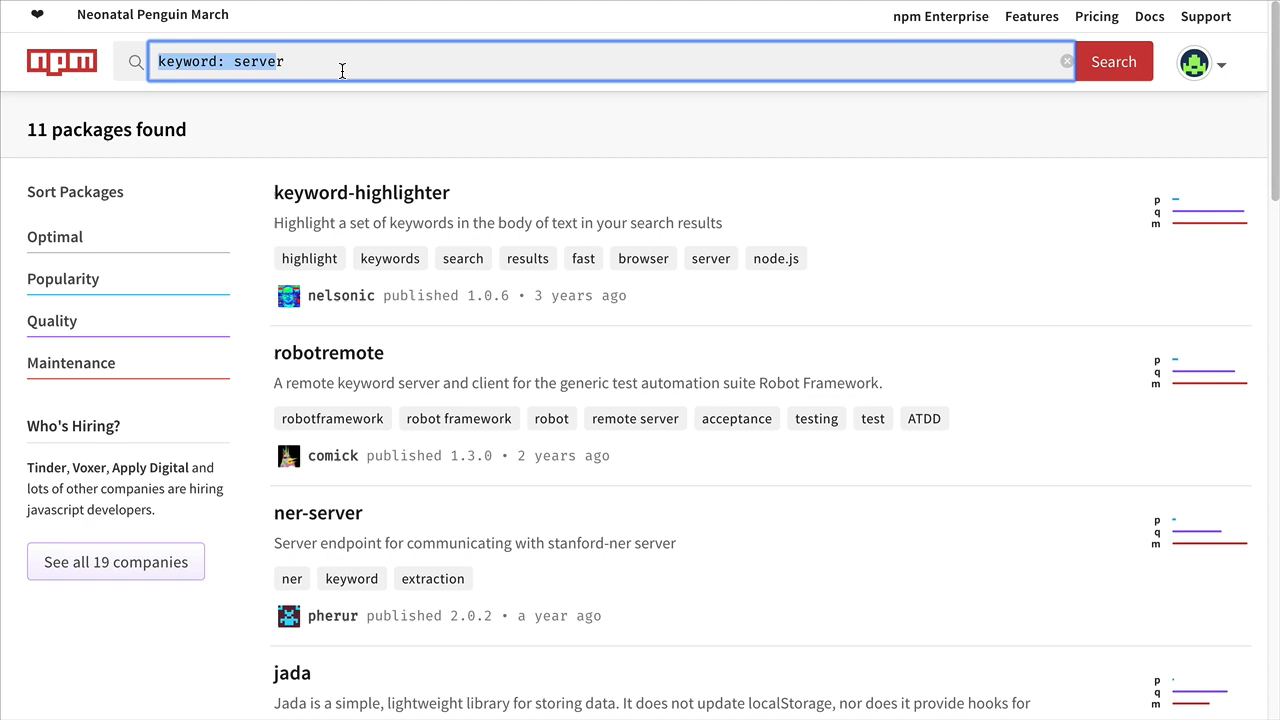 ❤ Neonatal Penguin March
npm Enterprise Features Pricing Docs Support
npm keyword: server Search
11 packages found
Sort Packages
Optimal
Popularity
Quality
Maintenance
Who's Hiring?
Tinder, Voxer, Apply Digital and
lots of other companies are hiring
javascript developers.
See all 19 companies
keyword-highlighter
Highlight a set of keywords in the body of text in your search results
highlight keywords search results fast browser server node.js
nelsonic published 1.0.6 • 3 years ago
p
q
m
robotremote
A remote keyword server and client for the generic test automation suite Robot Framework.
robotframework robot framework robot remote server acceptance testing test ATDD
comick published 1.3.0 • 2 years ago
p
q
m
ner-server
Server endpoint for communicating with stanford-ner server
ner keyword extraction
pherur published 2.0.2 • a year ago
p
q
m
jada
Jada is a simple, lightweight library for storing data. It does not update localStorage, nor does it provide hooks for
p
q
m